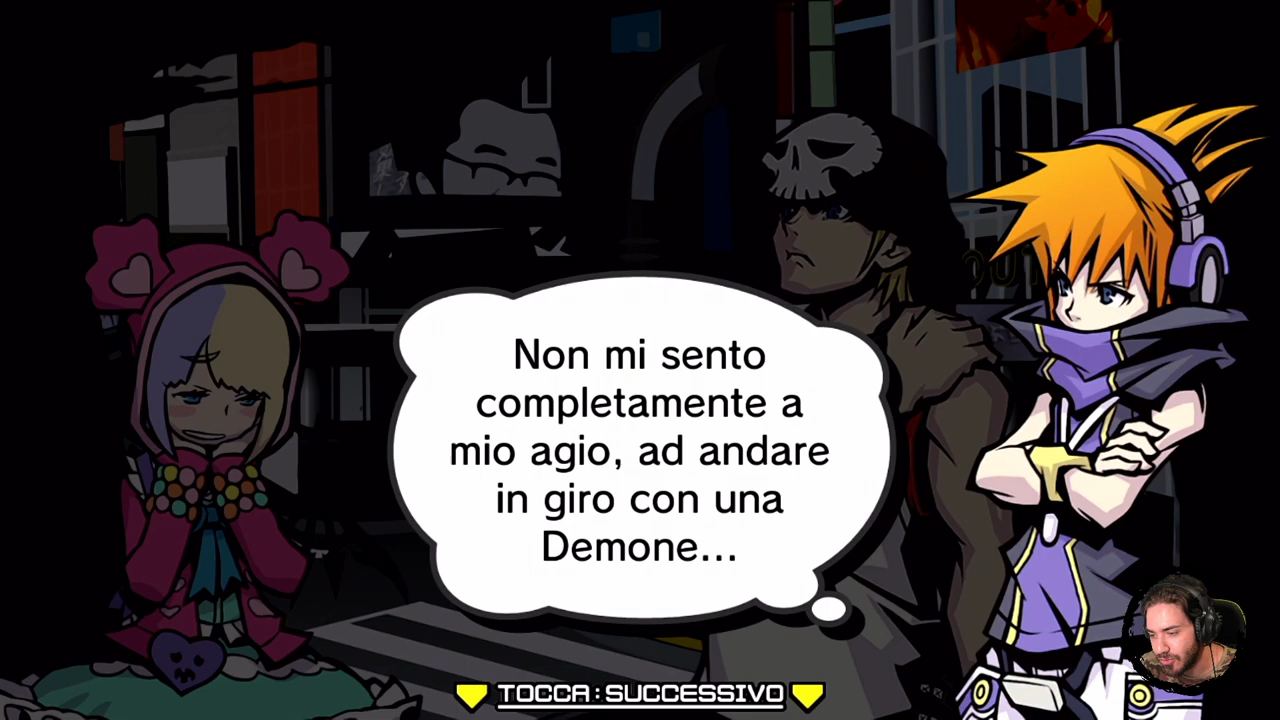 Non mi sento
completamente a
mio agio, ad andare
in giro con una
Demone...
TOCCA:SUCCESSIVO